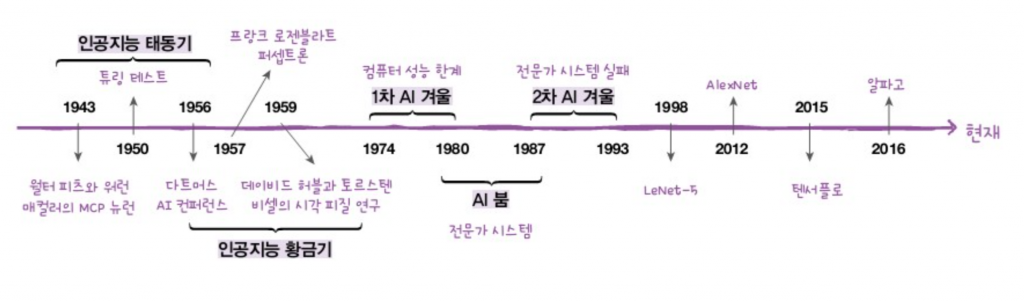 인공지능 태동기
튜링 테스트
프랑크 로젠블라트
퍼셉트론
컴퓨터 성능 한계
1차 AI 겨울
전문가 시스템 실패
2차 AI 겨울
AlexNet
알파고
1943
1956
1959
1998
2015
현재
1950
1957
1974
1980
1987
1993
2012
2016
월터 피츠와 워런
매컬러의 MCP 뉴런
다트머스
AI 컨퍼런스
데이비드 허블과 토르스텐
비셀의 시각 피질 연구
인공지능 황금기
AI 붐
전문가 시스템
LeNet-5
텐서플로